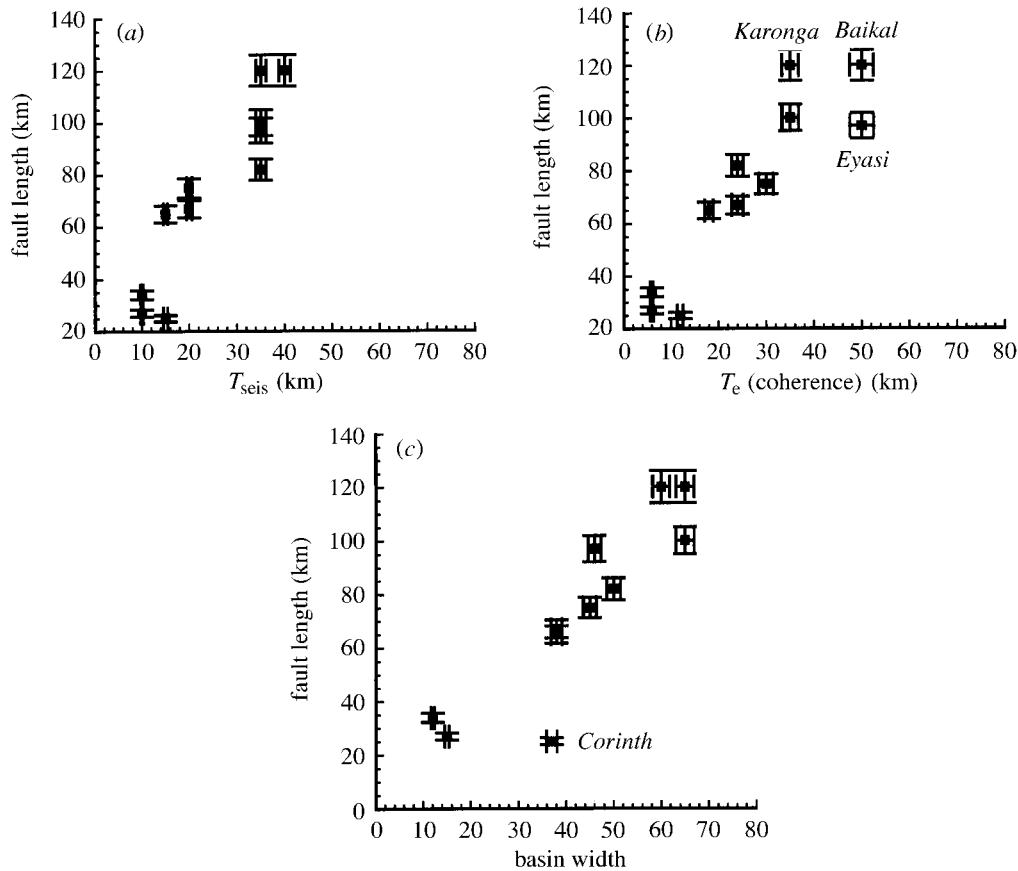 (a)
140
120
100
80
60
40
20
fault length (km)
0 10 20 30 40 50 60 70 80
T_seis (km)
(b)
Karonga Baikal
Eyasi
140
120
100
80
60
40
20
fault length (km)
0 10 20 30 40 50 60 70 80
T_e (coherence) (km)
(c)
Corinth
140
120
100
80
60
40
20
0
fault length (km)
0 10 20 30 40 50 60 70 80
basin width